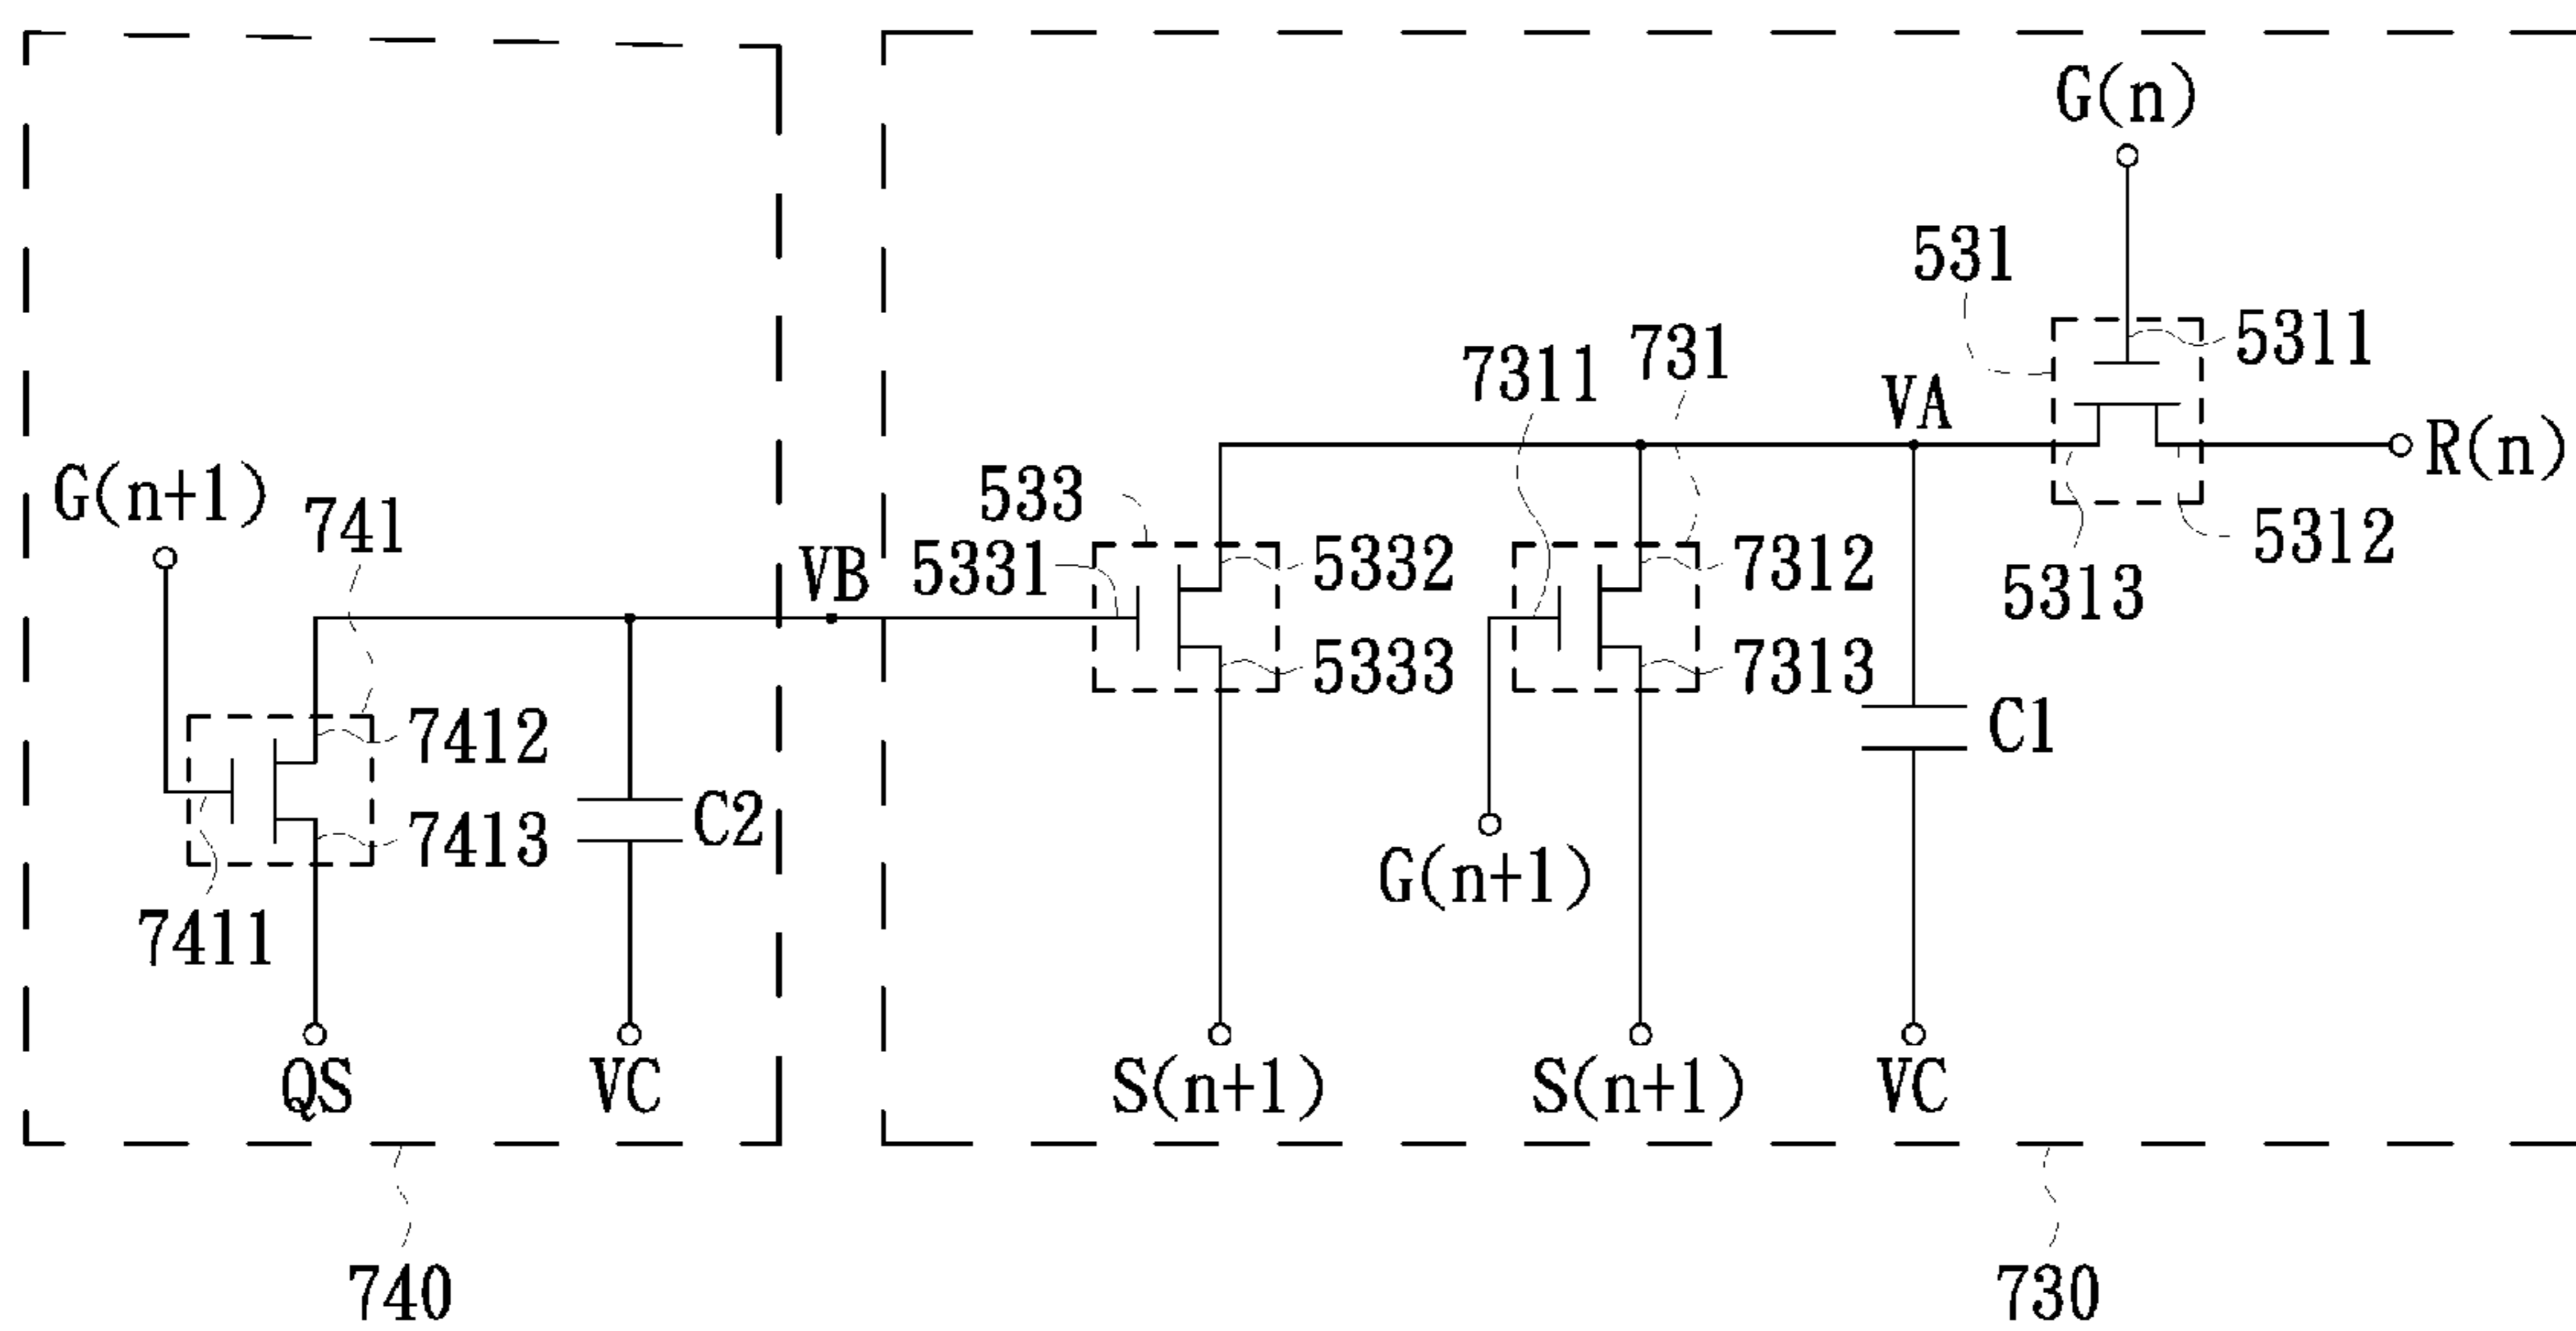 G(n)
531
5311
731
7311
VA
R(n)
533
G(n+1)
741
5312
VB
5331
5332
7312
5313
5333
7313
7412
C1
C2
7413
G(n+1)
7411
QS
VC
S(n+1)
S(n+1)
VC
740
730